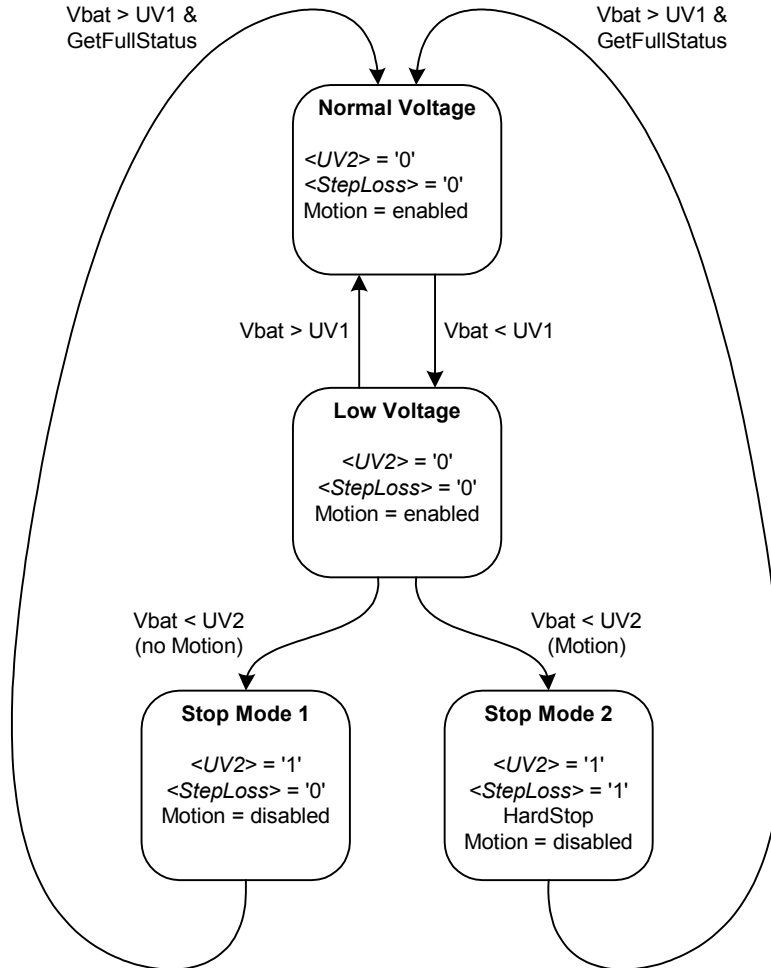 Vbat > UV1 &
GetFullStatus
Vbat > UV1 &
GetFullStatus
Normal Voltage
<UV2> = '0'
<StepLoss> = '0'
Motion = enabled
Vbat > UV1
Vbat < UV1
Low Voltage
<UV2> = '0'
<StepLoss> = '0'
Motion = enabled
Vbat < UV2
(no Motion)
Vbat < UV2
(Motion)
Stop Mode 1
<UV2> = '1'
<StepLoss> = '0'
Motion = disabled
Stop Mode 2
<UV2> = '1'
<StepLoss> = '1'
HardStop
Motion = disabled